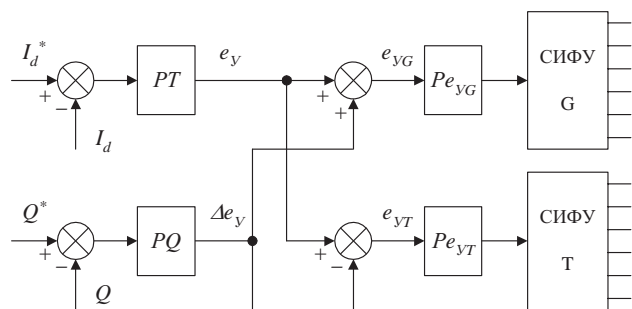 I_d^* PT e_У e_УG Pe_УG СИФУ G
+ − + +
I_d
Q^* PQ Δe_У e_УT Pe_УT СИФУ T
+ − + −
Q